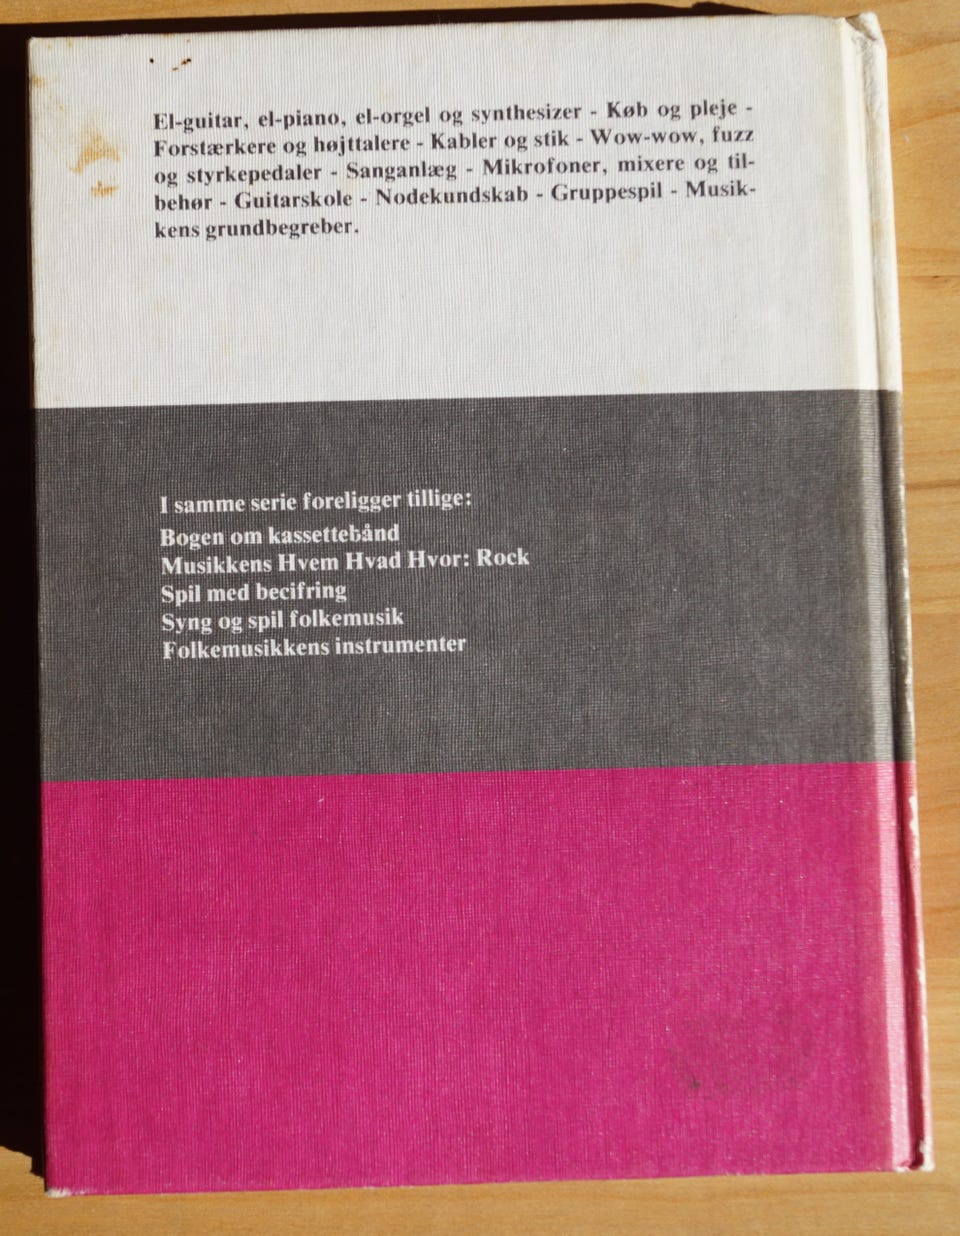 El-guitar, el-piano, el-orgel og synthesizer - Køb og pleje -
Forstærkere og højttalere - Kabler og stik - Wow-wow, fuzz
og styrkepedaler - Sanganlæg - Mikrofoner, mixere og til-
behør - Guitarskole - Nodekundskab - Gruppespil - Musik-
kens grundbegreber.
I samme serie foreligger tillige:
Bogen om kassettebånd
Musikkens Hvem Hvad Hvor: Rock
Spil med becifring
Syng og spil folkemusik
Folkemusikkens instrumenter